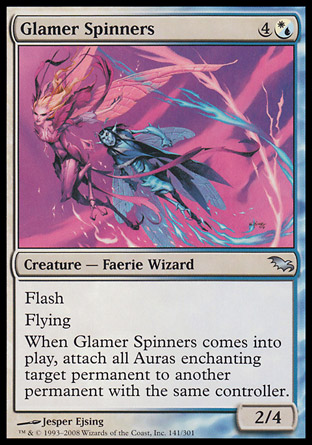 Glamer Spinners 4
Creature — Faerie Wizard
Flash
Flying
When Glamer Spinners comes into
play, attach all Auras enchanting
target permanent to another
permanent with the same controller.
Jesper Ejsing
™ & © 1993–2008 Wizards of the Coast, Inc. 141/301
2/4